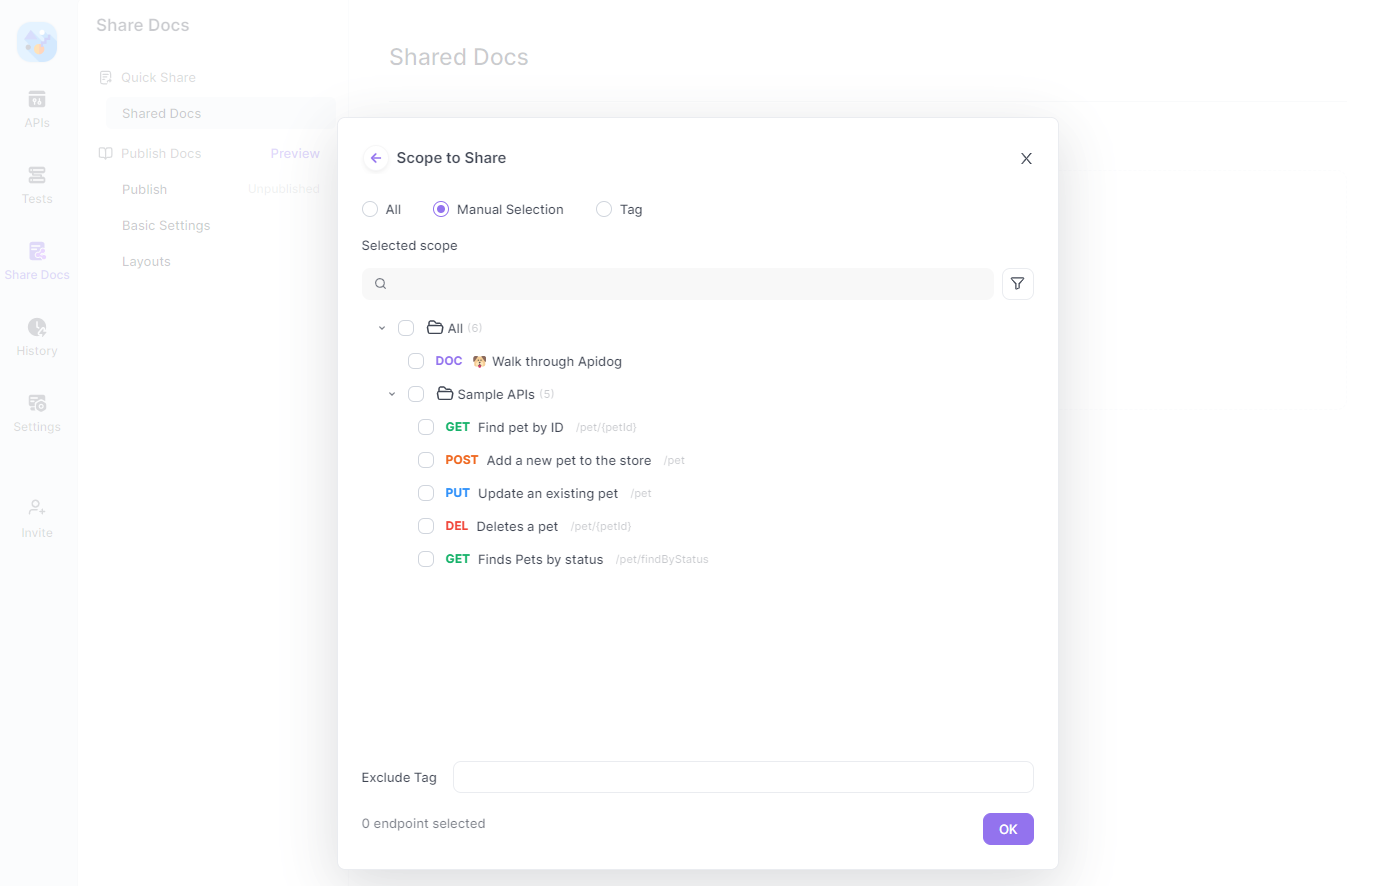 Share Docs
Shared Docs
Quick Share
APIs
Shared Docs
Publish Docs Preview
Tests
Publish Unpublished
Basic Settings
Share Docs
Layouts
History
Settings
Invite
Scope to Share
All Manual Selection Tag
Selected scope
All (6)
DOC Walk through Apidog
Sample APIs (5)
GET Find pet by ID /pet/{petId}
POST Add a new pet to the store /pet
PUT Update an existing pet /pet
DEL Deletes a pet /pet/{petId}
GET Finds Pets by status /pet/findByStatus
Exclude Tag
0 endpoint selected
OK